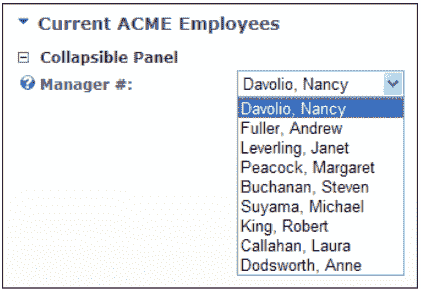 Current ACME Employees
Collapsible Panel
Manager #: Davolio, Nancy
Davolio, Nancy
Fuller, Andrew
Leverling, Janet
Peacock, Margaret
Buchanan, Steven
Suyama, Michael
King, Robert
Callahan, Laura
Dodsworth, Anne